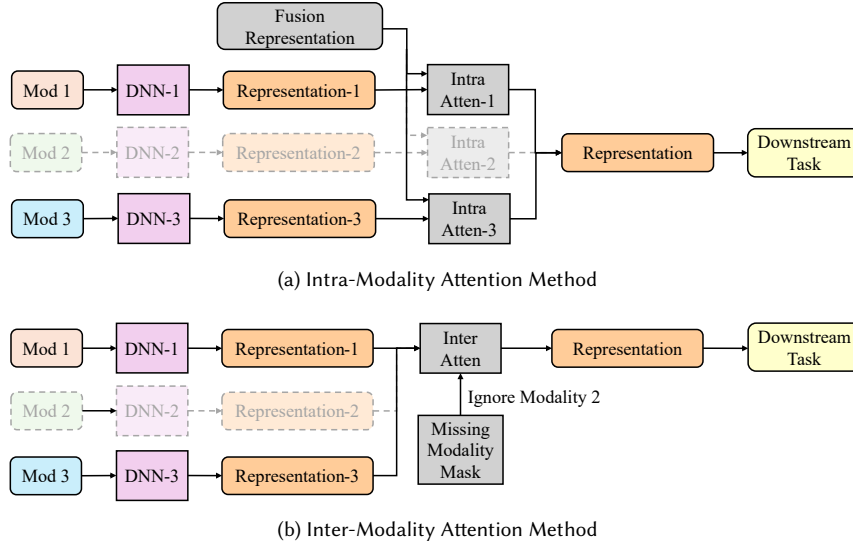 Fusion
Representation
Mod 1
DNN-1
Representation-1
Intra
Atten-1
Mod 2
DNN-2
Representation-2
Intra
Atten-2
Representation
Downstream
Task
Mod 3
DNN-3
Representation-3
Intra
Atten-3
(a) Intra-Modality Attention Method
Mod 1
DNN-1
Representation-1
Inter
Atten
Representation
Downstream
Task
Mod 2
DNN-2
Representation-2
Ignore Modality 2
Missing
Modality
Mask
Mod 3
DNN-3
Representation-3
(b) Inter-Modality Attention Method